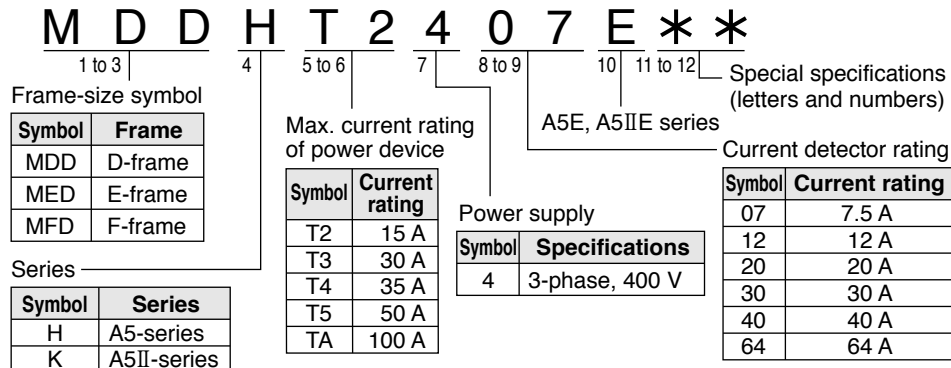 M D D H T 2 4 0 7 E * *
1 to 3 4 5 to 6 7 8 to 9 10 11 to 12
Frame-size symbol
Symbol Frame
MDD D-frame
MED E-frame
MFD F-frame
Series
Symbol Series
H A5-series
K A5II-series
Max. current rating
of power device
Symbol Current
rating
T2 15 A
T3 30 A
T4 35 A
T5 50 A
TA 100 A
Power supply
Symbol Specifications
4 3-phase, 400 V
A5E, A5IIE series
Special specifications
(letters and numbers)
Current detector rating
Symbol Current rating
07 7.5 A
12 12 A
20 20 A
30 30 A
40 40 A
64 64 A